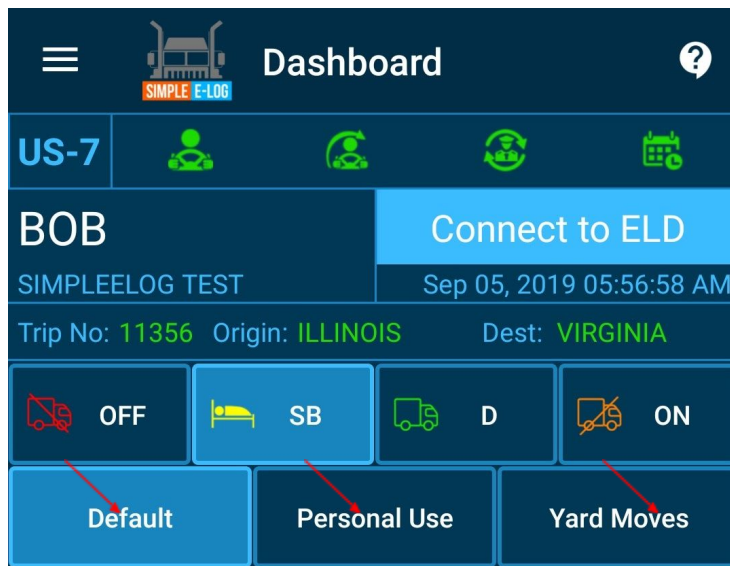 Dashboard
SIMPLE E-LOG
US-7
BOB
Connect to ELD
SIMPLEELOG TEST
Sep 05, 2019 05:56:58 AM
Trip No: 11356 Origin: ILLINOIS Dest: VIRGINIA
OFF SB D ON
Default Personal Use Yard Moves